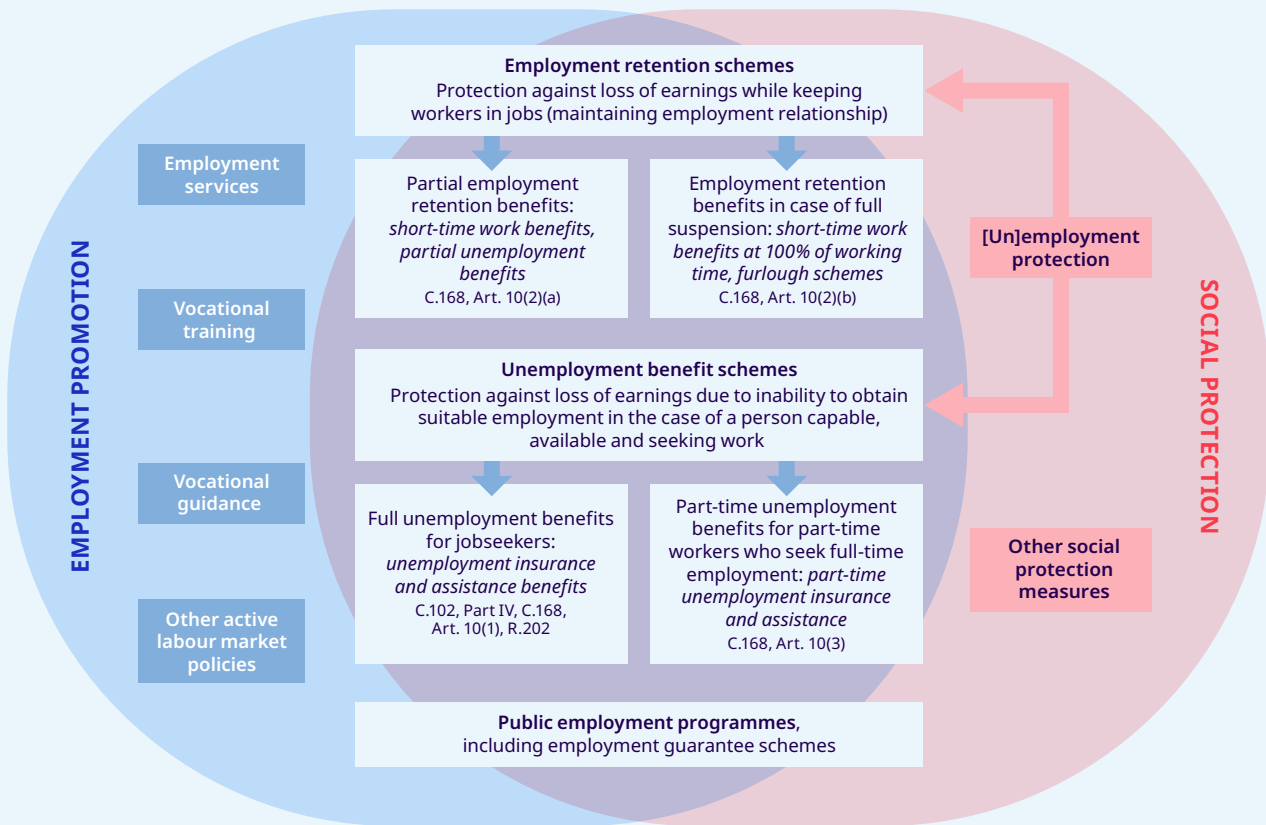 EMPLOYMENT PROMOTION
Employment
services
Vocational
training
Vocational
guidance
Other active
labour market
policies
Employment retention schemes
Protection against loss of earnings while keeping
workers in jobs (maintaining employment relationship)
Partial employment
retention benefits:
short-time work benefits,
partial unemployment
benefits
C.168, Art. 10(2)(a)
Employment retention
benefits in case of full
suspension: short-time work
benefits at 100% of working
time, furlough schemes
C.168, Art. 10(2)(b)
Unemployment benefit schemes
Protection against loss of earnings due to inability to obtain
suitable employment in the case of a person capable,
available and seeking work
Full unemployment benefits
for jobseekers:
unemployment insurance
and assistance benefits
C.102, Part IV, C.168,
Art. 10(1), R.202
Part-time unemployment
benefits for part-time
workers who seek full-time
employment: part-time
unemployment insurance
and assistance
C.168, Art. 10(3)
Public employment programmes,
including employment guarantee schemes
[Un]employment
protection
Other social
protection
measures
SOCIAL PROTECTION